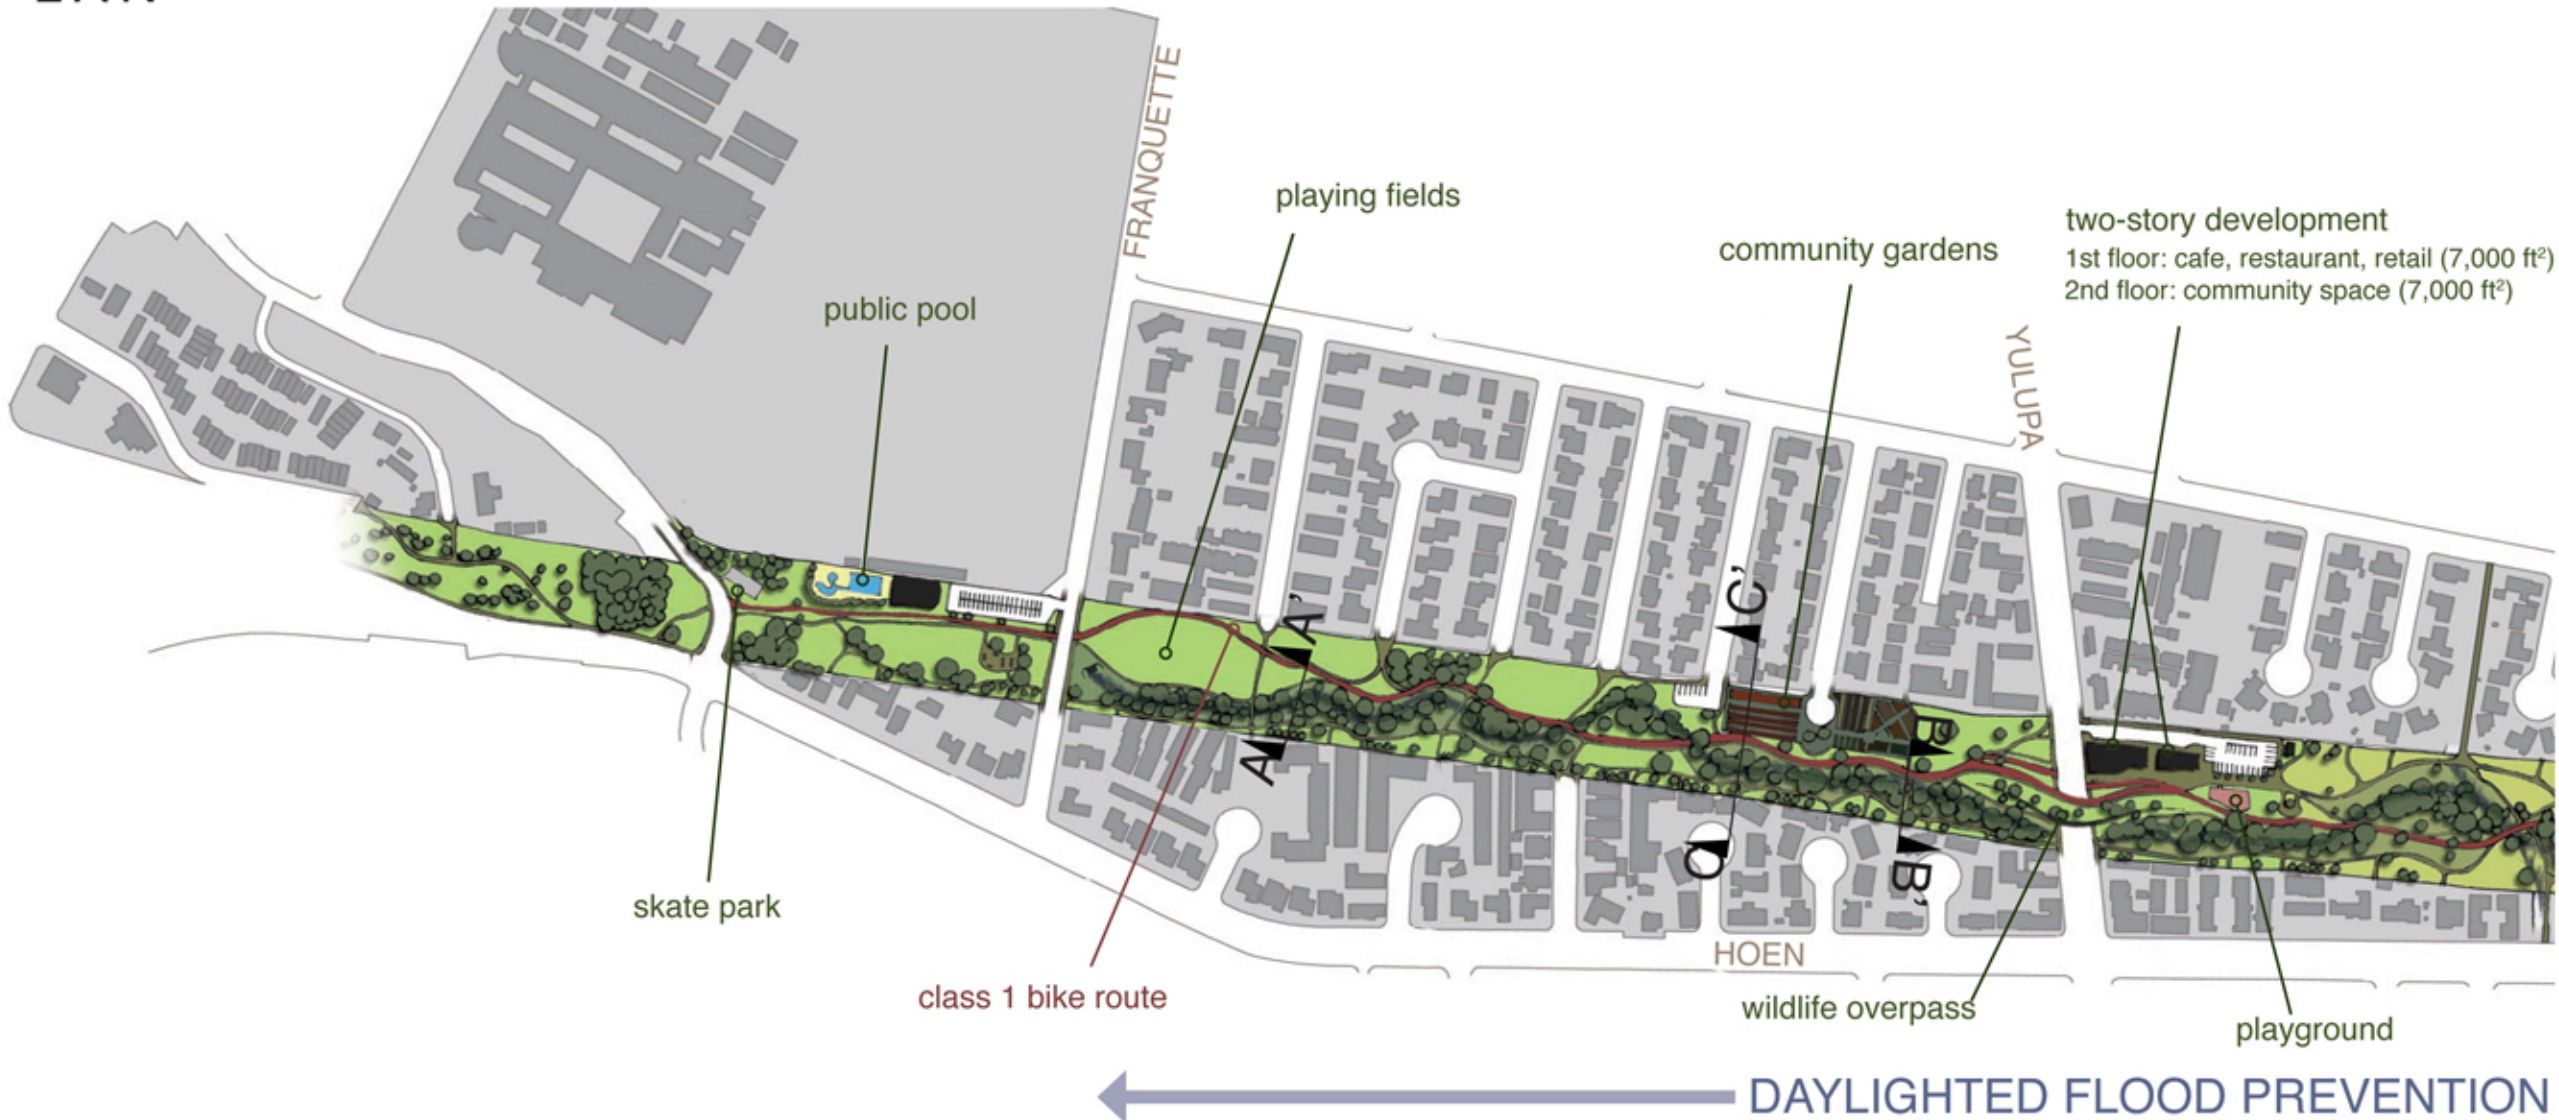 FRANQUETTE
playing fields
community gardens
two-story development
1st floor: cafe, restaurant, retail (7,000 ft²)
2nd floor: community space (7,000 ft²)
public pool
YULUPA
A'
C'
A
B
C
B'
skate park
HOEN
class 1 bike route
wildlife overpass
playground
DAYLIGHTED FLOOD PREVENTION